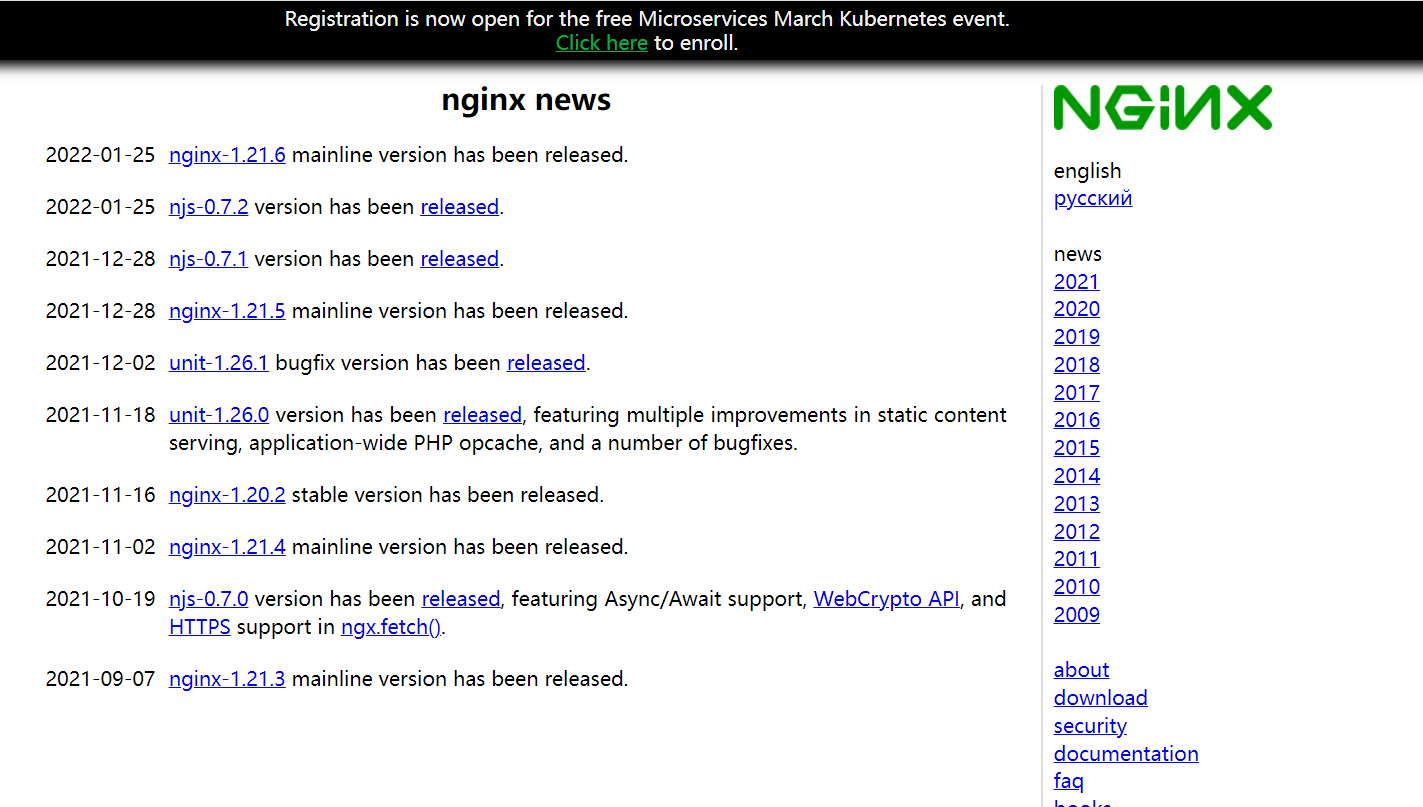 Registration is now open for the free Microservices March Kubernetes event.
Click here to enroll.
nginx news
2022-01-25 nginx-1.21.6 mainline version has been released.
2022-01-25 njs-0.7.2 version has been released.
2021-12-28 njs-0.7.1 version has been released.
2021-12-28 nginx-1.21.5 mainline version has been released.
2021-12-02 unit-1.26.1 bugfix version has been released.
2021-11-18 unit-1.26.0 version has been released, featuring multiple improvements in static content
serving, application-wide PHP opcache, and a number of bugfixes.
2021-11-16 nginx-1.20.2 stable version has been released.
2021-11-02 nginx-1.21.4 mainline version has been released.
2021-10-19 njs-0.7.0 version has been released, featuring Async/Await support, WebCrypto API, and
HTTPS support in ngx.fetch().
2021-09-07 nginx-1.21.3 mainline version has been released.
NGINX
english
русский
news
2021
2020
2019
2018
2017
2016
2015
2014
2013
2012
2011
2010
2009
about
download
security
documentation
faq
books